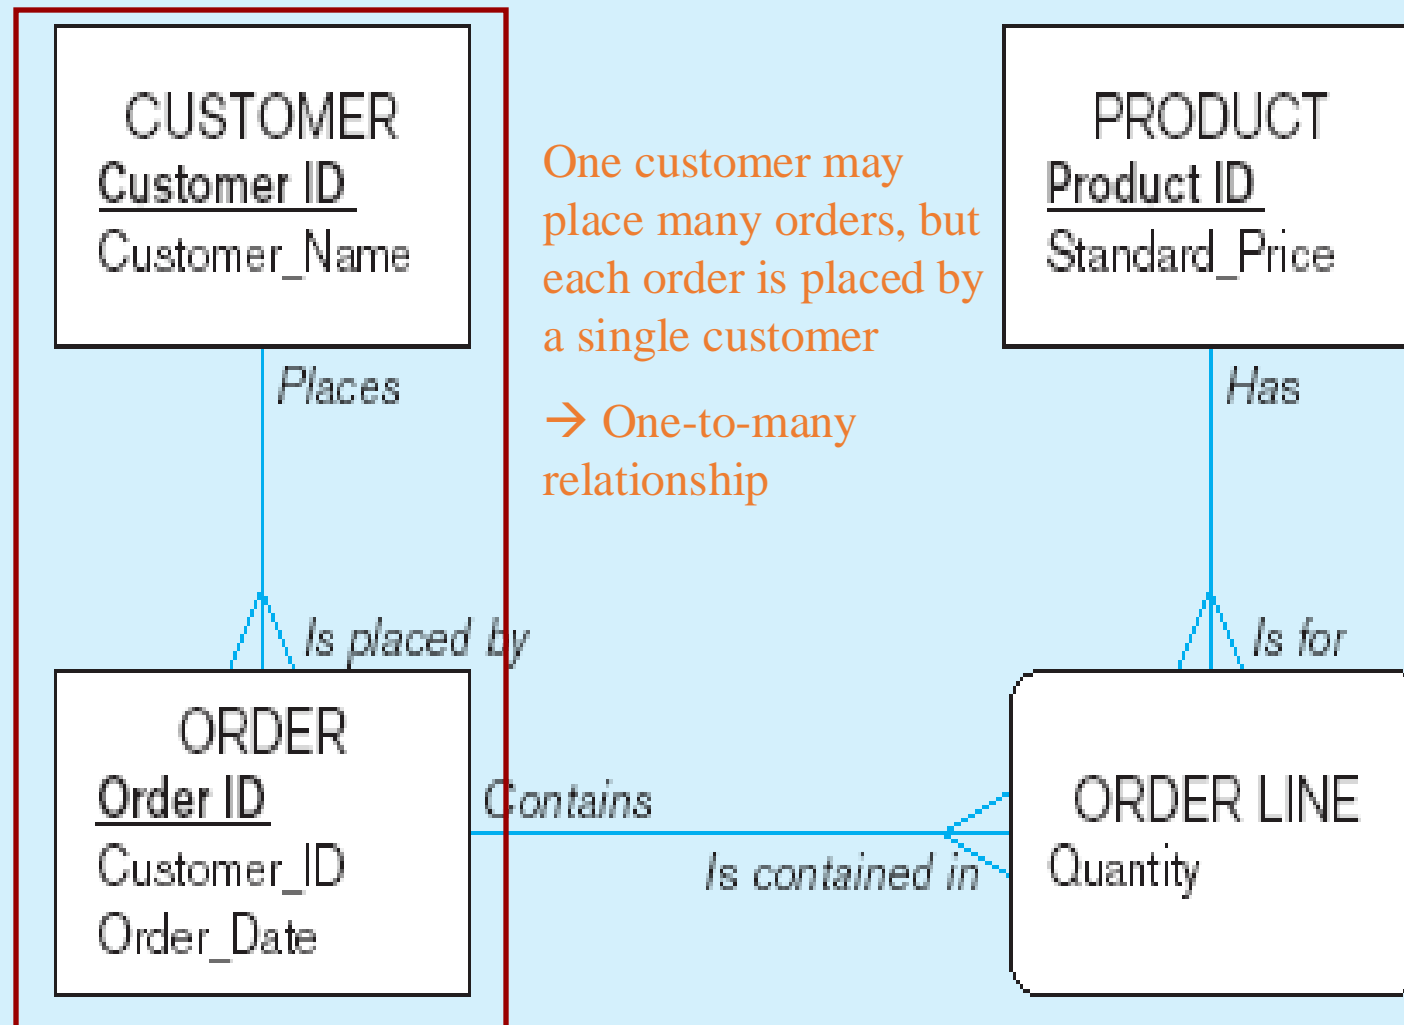 CUSTOMER
Customer ID
Customer_Name
Places
Is placed by
ORDER
Order ID
Customer_ID
Order_Date
One customer may
place many orders, but
each order is placed by
a single customer
→ One-to-many
relationship
Contains
Is contained in
PRODUCT
Product ID
Standard_Price
Has
Is for
ORDER LINE
Quantity